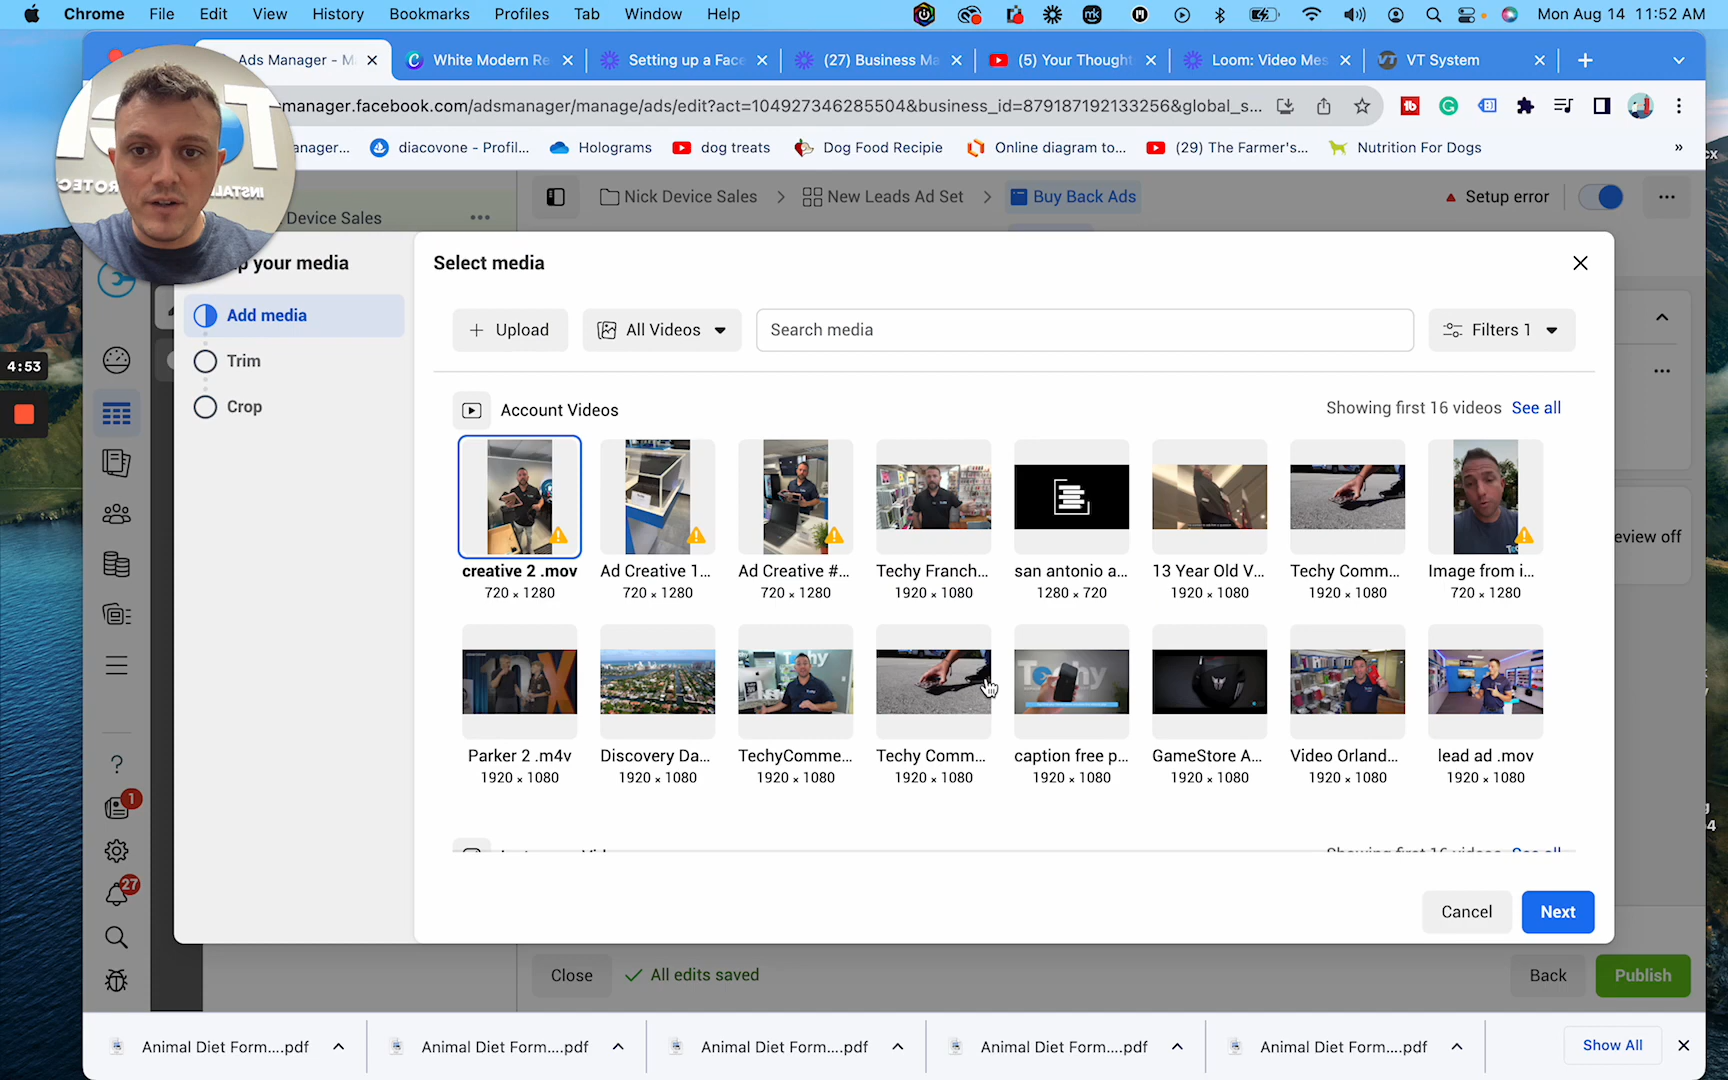 Chrome File Edit View History Bookmarks Profiles Tab Window Help Mon Aug 14 11:52 AM
Ads Manager - M White Modern Re Setting up a Face (27) Business Ma (5) Your Thought Loom: Video Mes VT System
smanager.facebook.com/adsmanager/manage/ads/edit?act=104927346285504&business_id=879187192133256&global_s...
anager... diacovone - Profil... Holograms dog treats Dog Food Recipie Online diagram to... (29) The Farmer's... Nutrition For Dogs »
Device Sales Nick Device Sales New Leads Ad Set Buy Back Ads Setup error
p your media
Add media
Trim
Crop
4:53
Select media
Upload All Videos Search media Filters 1
Account Videos Showing first 16 videos See all
creative 2 .mov Ad Creative 1... Ad Creative #... Techy Franch... san antonio a... 13 Year Old V... Techy Comm... Image from i...
720 × 1280 720 × 1280 720 × 1280 1920 × 1080 1280 × 720 1920 × 1080 1920 × 1080 720 × 1280
Parker 2 .m4v Discovery Da... TechyComme... Techy Comm... caption free p... GameStore A... Video Orland... lead ad .mov
1920 × 1080 1920 × 1080 1920 × 1080 1920 × 1080 1920 × 1080 1920 × 1080 1920 × 1080 1920 × 1080
Showing first 16 videos See all
Cancel Next
eview off
1
27
Close All edits saved Back Publish
Animal Diet Form....pdf Animal Diet Form....pdf Animal Diet Form....pdf Animal Diet Form....pdf Animal Diet Form....pdf Show All